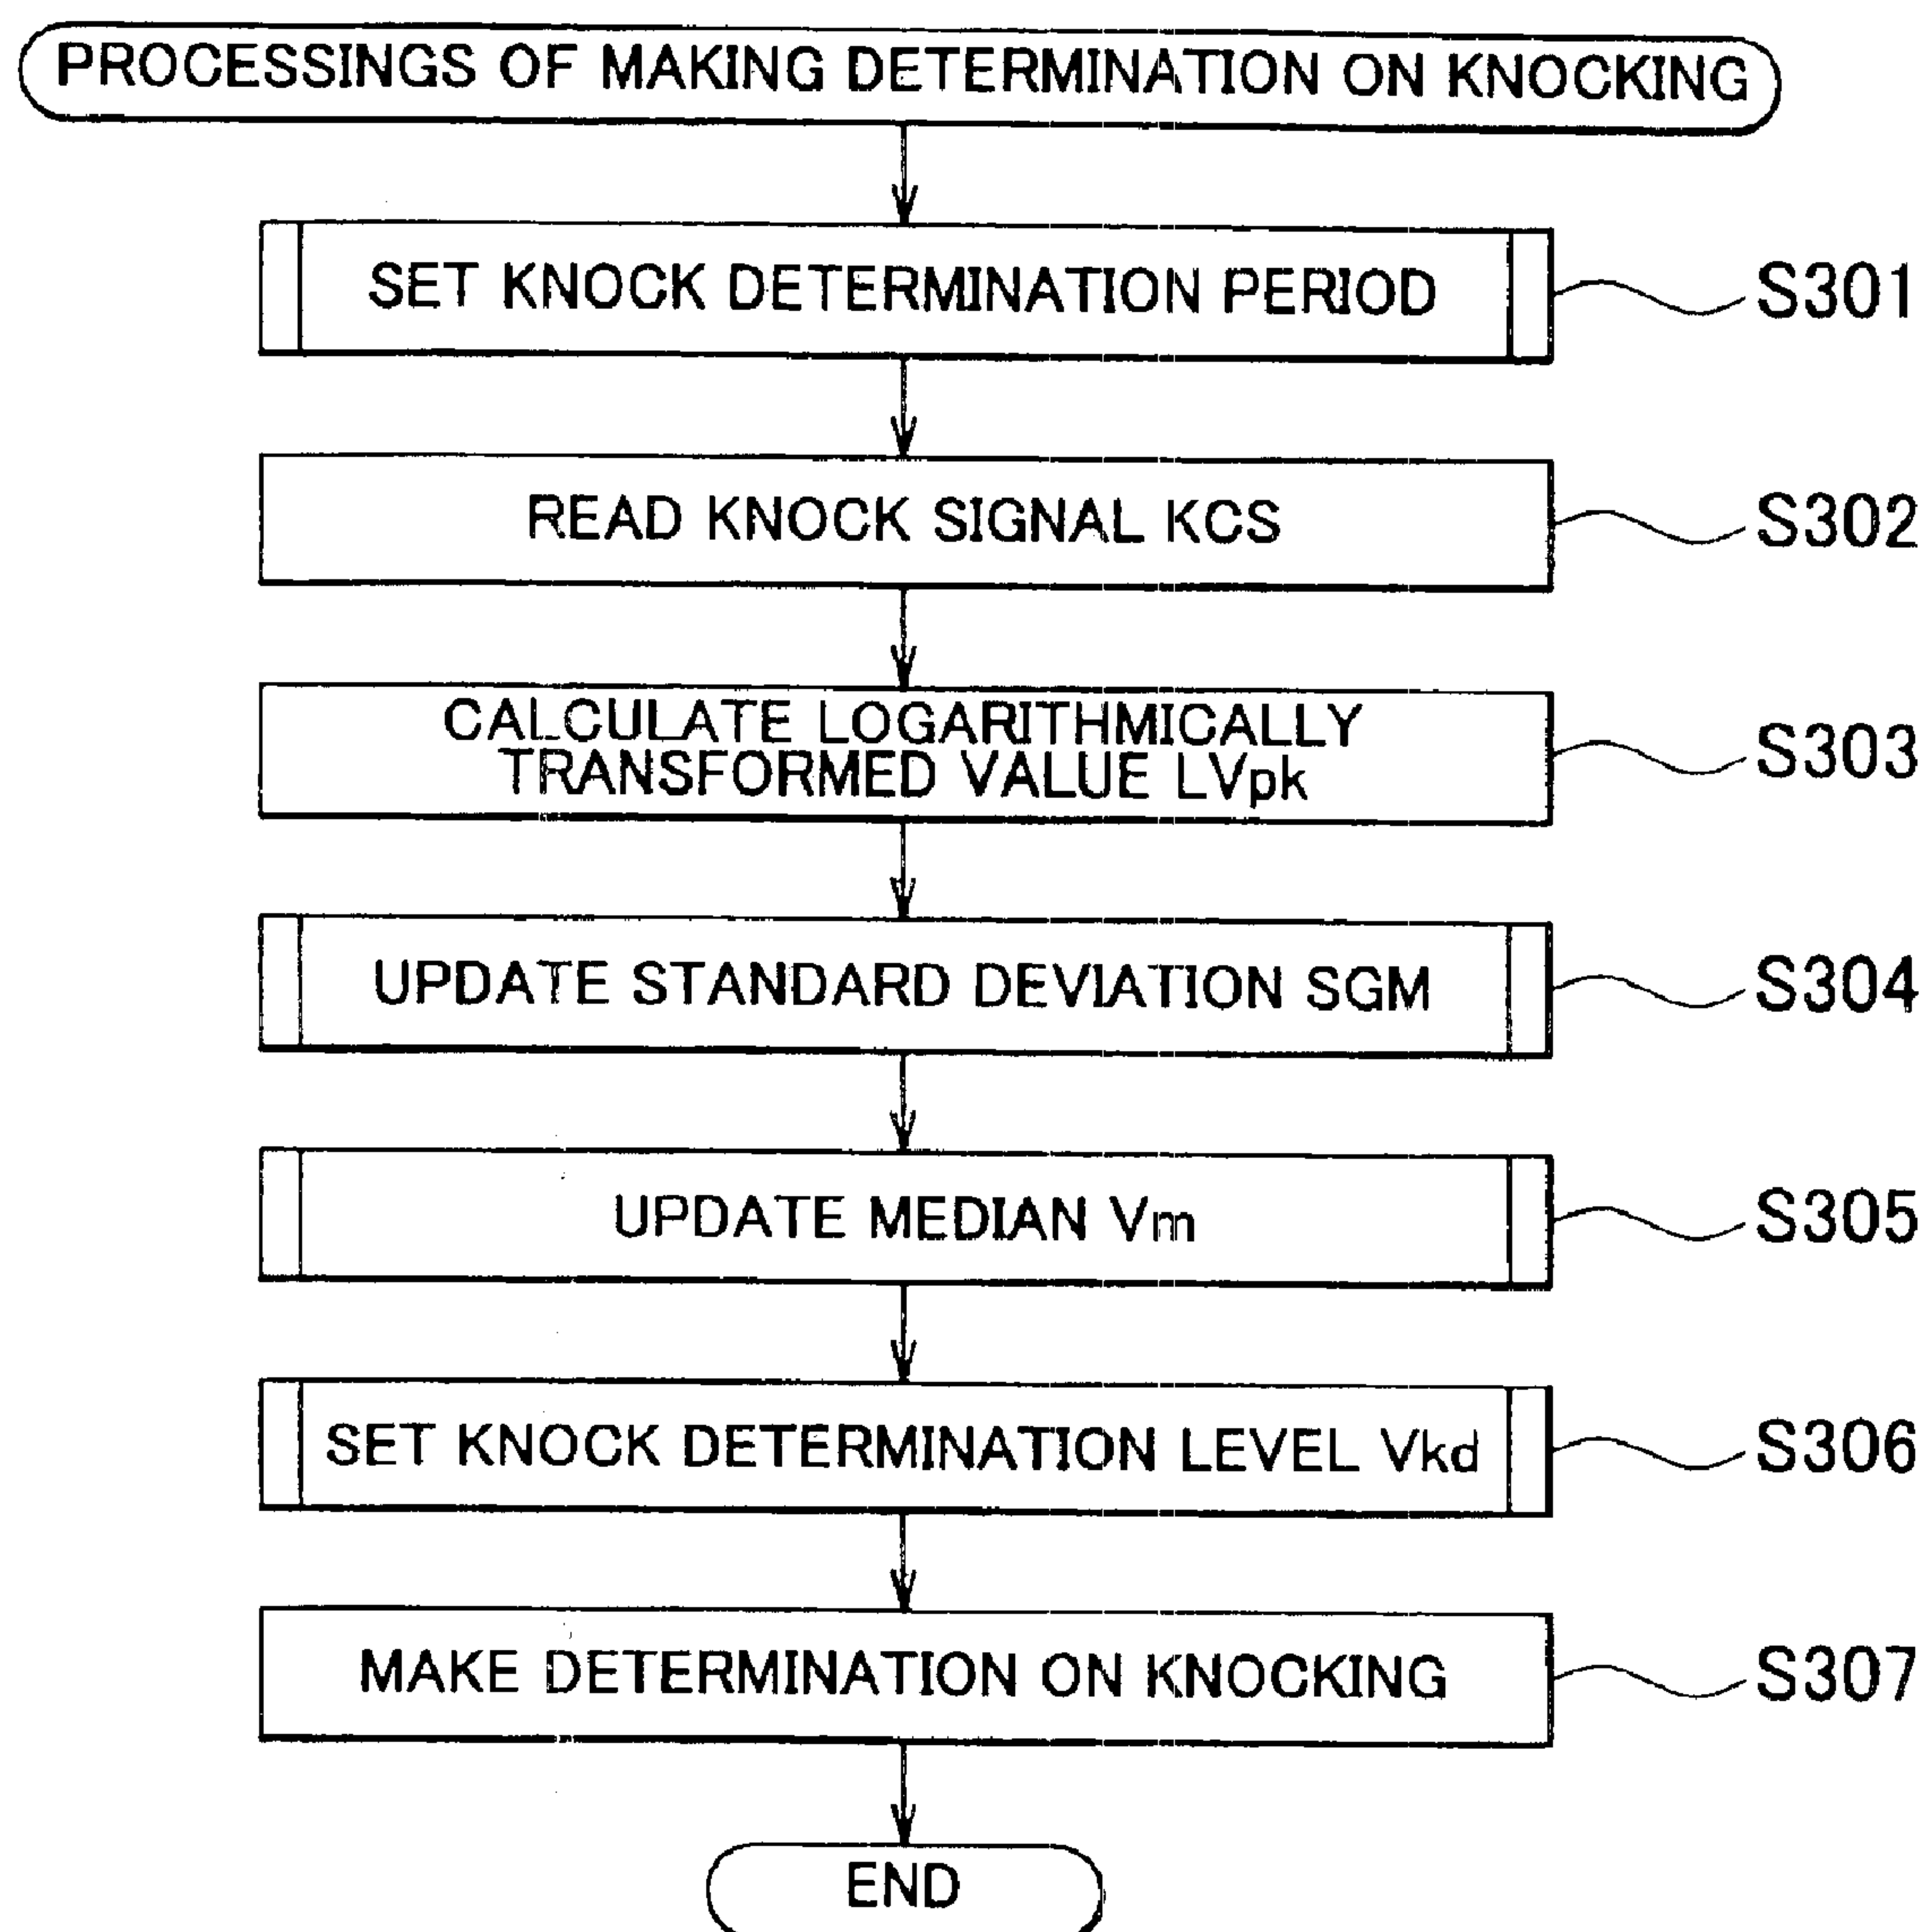 PROCESSINGS OF MAKING DETERMINATION ON KNOCKING
SET KNOCK DETERMINATION PERIOD
S301
READ KNOCK SIGNAL KCS
S302
CALCULATE LOGARITHMICALLY
TRANSFORMED VALUE LVpk
S303
UPDATE STANDARD DEVIATION SGM
S304
UPDATE MEDIAN Vm
S305
SET KNOCK DETERMINATION LEVEL Vkd
S306
MAKE DETERMINATION ON KNOCKING
S307
END